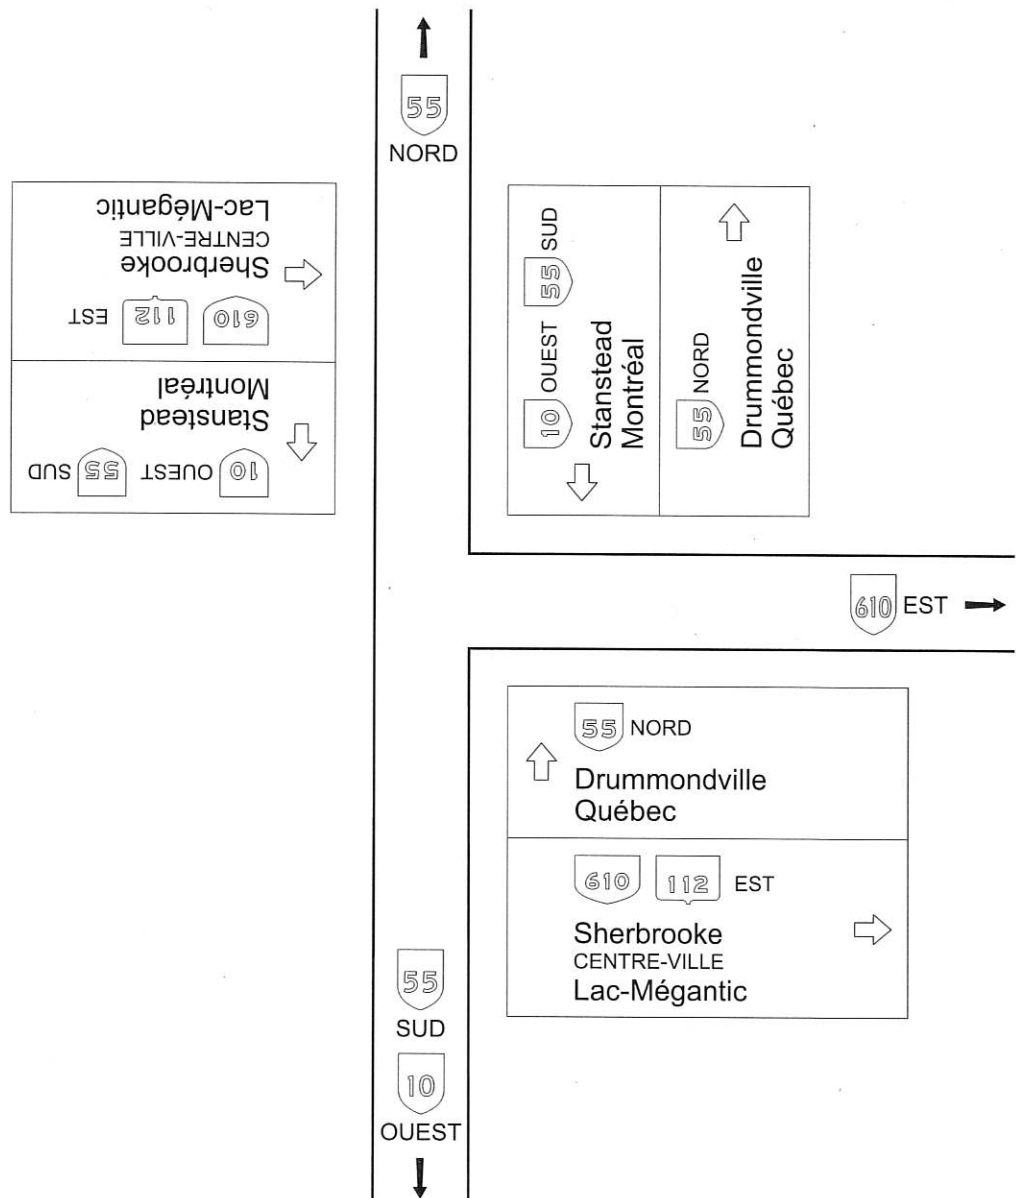 55
NORD
Lac-Mégantic
CENTRE-VILLE
Sherbrooke
610 112 EST
Montréal
Stanstead
10 OUEST 55 SUD
10 OUEST 55 SUD
Stanstead
Montréal
55 NORD
Drummondville
Québec
610 EST
55 NORD
Drummondville
Québec
610 112 EST
Sherbrooke
CENTRE-VILLE
Lac-Mégantic
55
SUD
10
OUEST